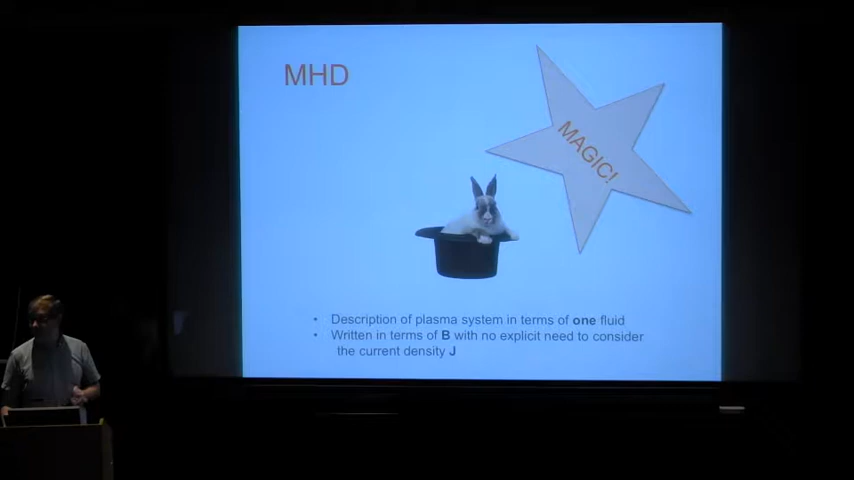 MHD
MAGIC!
• Description of plasma system in terms of one fluid
• Written in terms of B with no explicit need to consider
the current density J